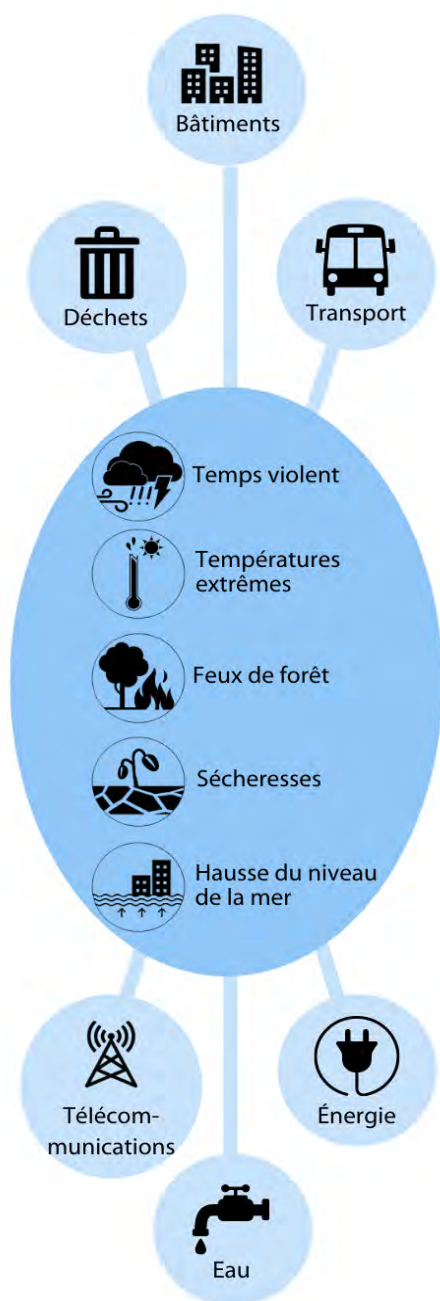 Bâtiments
Déchets
Transport
Temps violent
Températures
extrêmes
Feux de forêt
Sécheresses
Hausse du niveau
de la mer
Télécom-
munications
Énergie
Eau